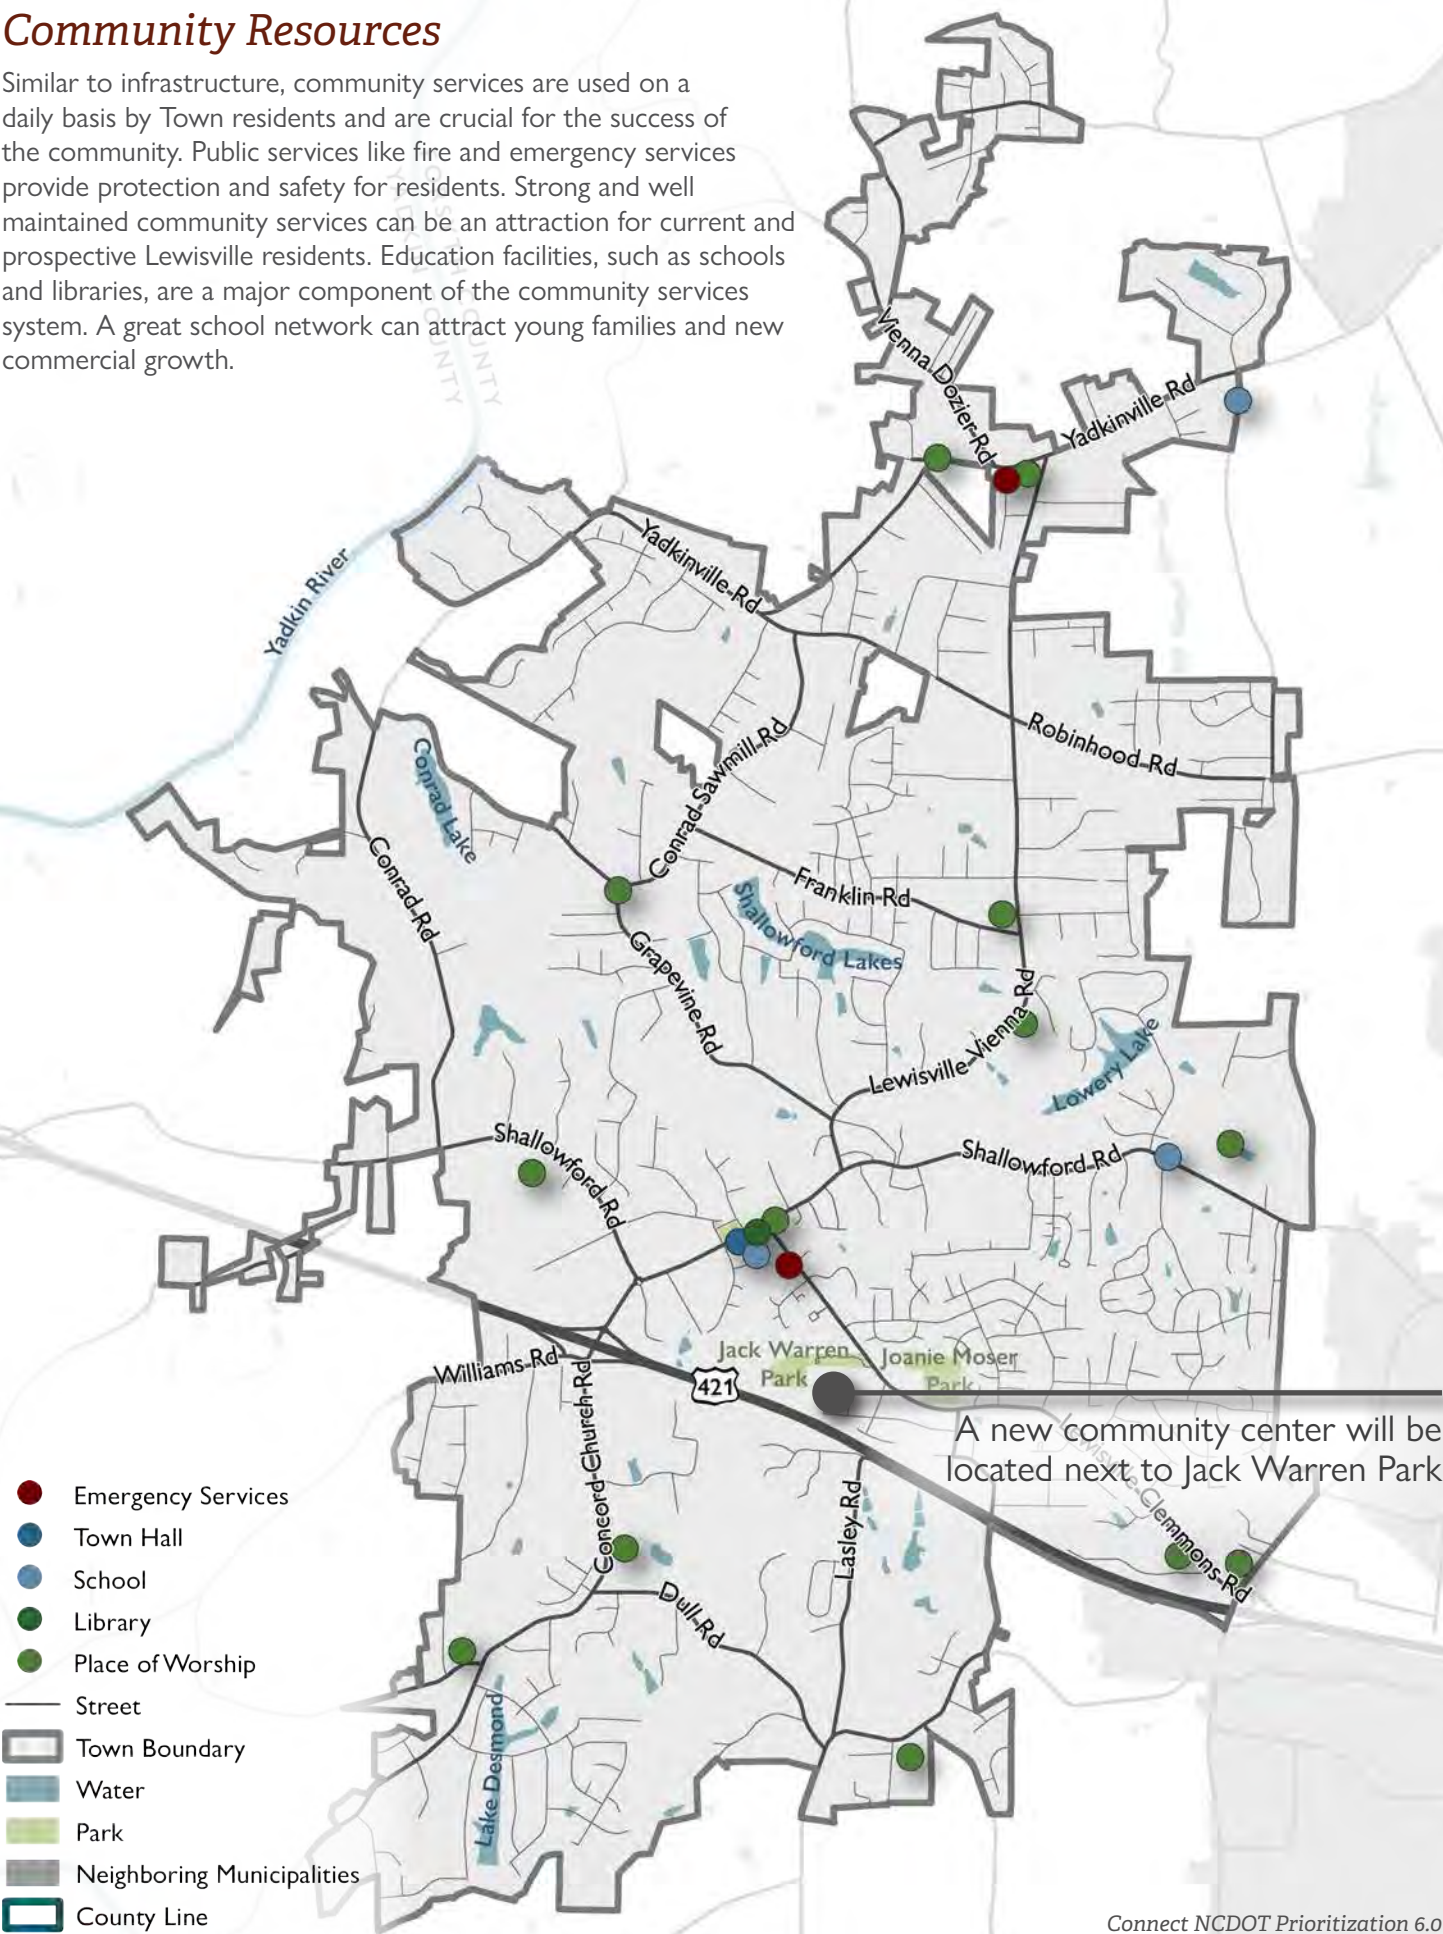 Community Resources
Similar to infrastructure, community services are used on a
daily basis by Town residents and are crucial for the success of
the community. Public services like fire and emergency services
provide protection and safety for residents. Strong and well
maintained community services can be an attraction for current and
prospective Lewisville residents. Education facilities, such as schools
and libraries, are a major component of the community services
system. A great school network can attract young families and new
commercial growth.
YADKIN COUNTY
FORSYTH COUNTY
Vienna-Dozier-Rd
Yadkinville-Rd
Yadkinville-Rd
Yadkin River
Robinhood-Rd
Conrad-Sawmill-Rd
Conrad Lake
Conrad-Rd
Franklin-Rd
Shallowford Lakes
Grapevine-Rd
Lewisville-Vienna-Rd
Lowery Lake
Shallowford-Rd
Shallowford-Rd
Jack Warren
Park
Joanie Moser
Park
Williams-Rd
421
A new community center will be
located next to Jack Warren Park
Lewisville-Clemmons-Rd
Concord-Church-Rd
Lasley-Rd
Dull-Rd
Lake Desmond
Emergency Services
Town Hall
School
Library
Place of Worship
Street
Town Boundary
Water
Park
Neighboring Municipalities
County Line
Connect NCDOT Prioritization 6.0